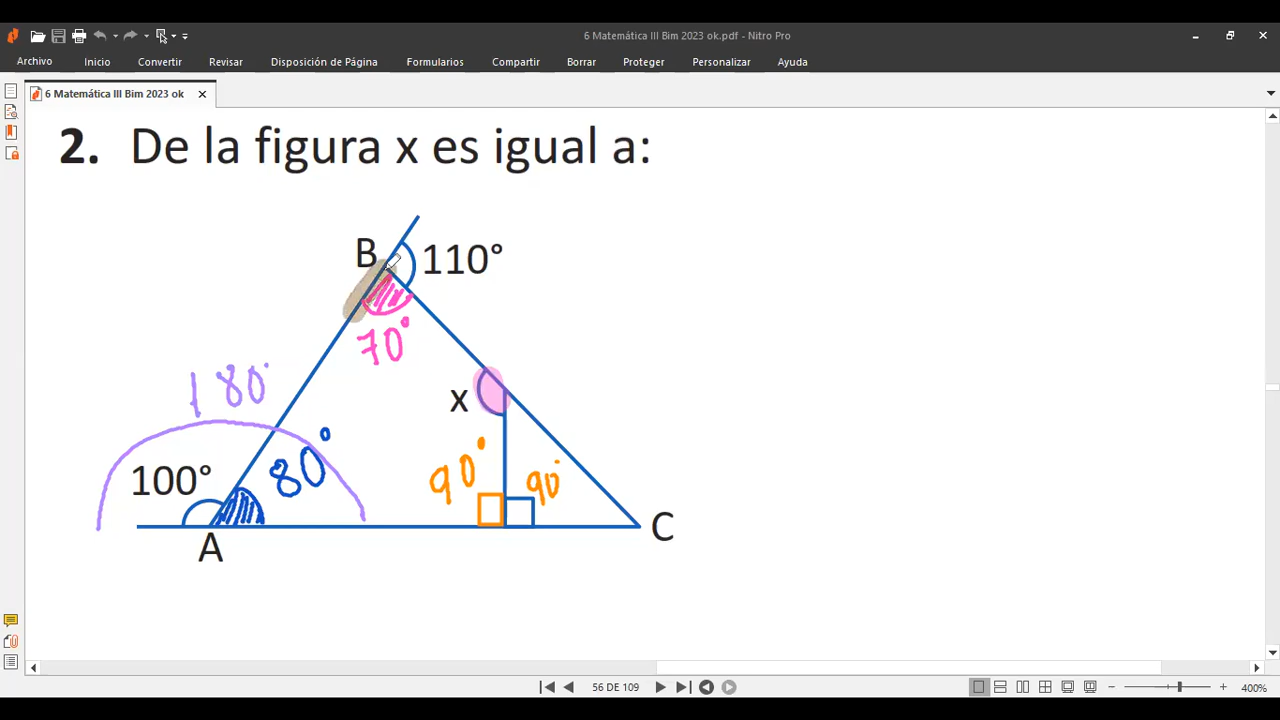 6 Matemática III Bim 2023 ok.pdf - Nitro Pro
Archivo Inicio Convertir Revisar Disposición de Página Formularios Compartir Borrar Proteger Personalizar Ayuda
6 Matemática III Bim 2023 ok
2. De la figura x es igual a:
B 110°
70°
180°
x
100° 80° 90° 90°
A C
56 DE 109
400%